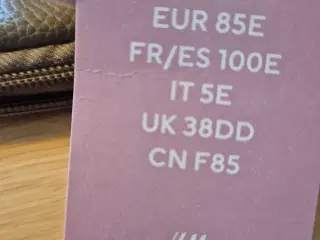 EUR 85E
FR/ES 100E
IT 5E
UK 38DD
CN F85